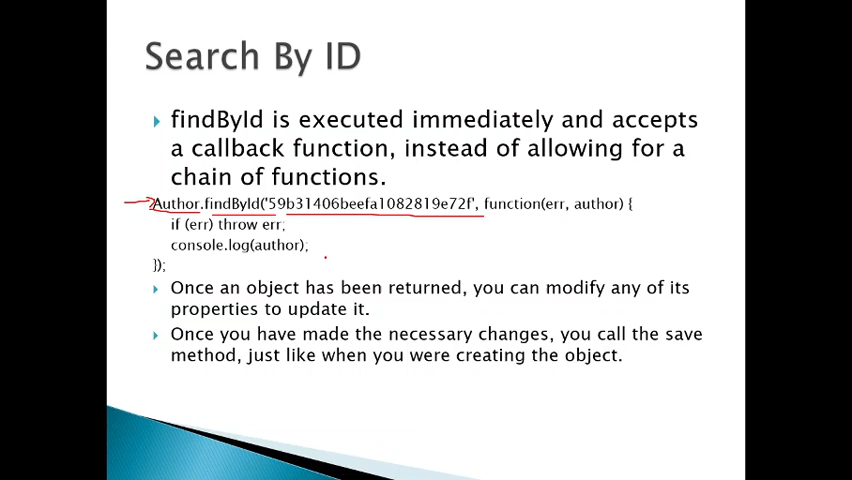 Search By ID
findById is executed immediately and accepts
a callback function, instead of allowing for a
chain of functions.
Author.findById('59b31406beefa1082819e72f', function(err, author) {
if (err) throw err;
console.log(author);
});
Once an object has been returned, you can modify any of its
properties to update it.
Once you have made the necessary changes, you call the save
method, just like when you were creating the object.